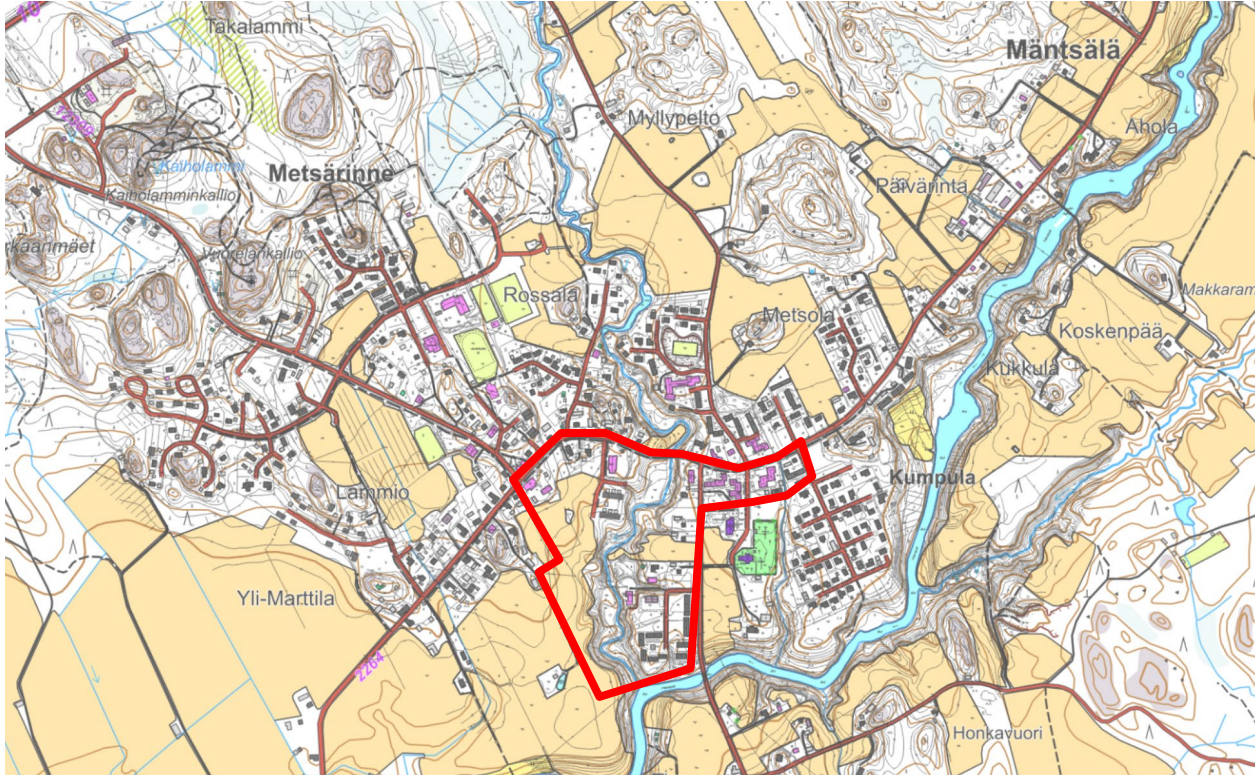 Takalammi
Mäntsälä
Myllypelto
Ahola
Kaiholammi
Metsärinne
Päivärinta
Kaiholamminkallio
Vuorelankallio
Rossala
Makkaram
Metsola
Koskenpää
Kukkula
Kumpula
Lammio
Yli-Marttila
2264
Honkavuori